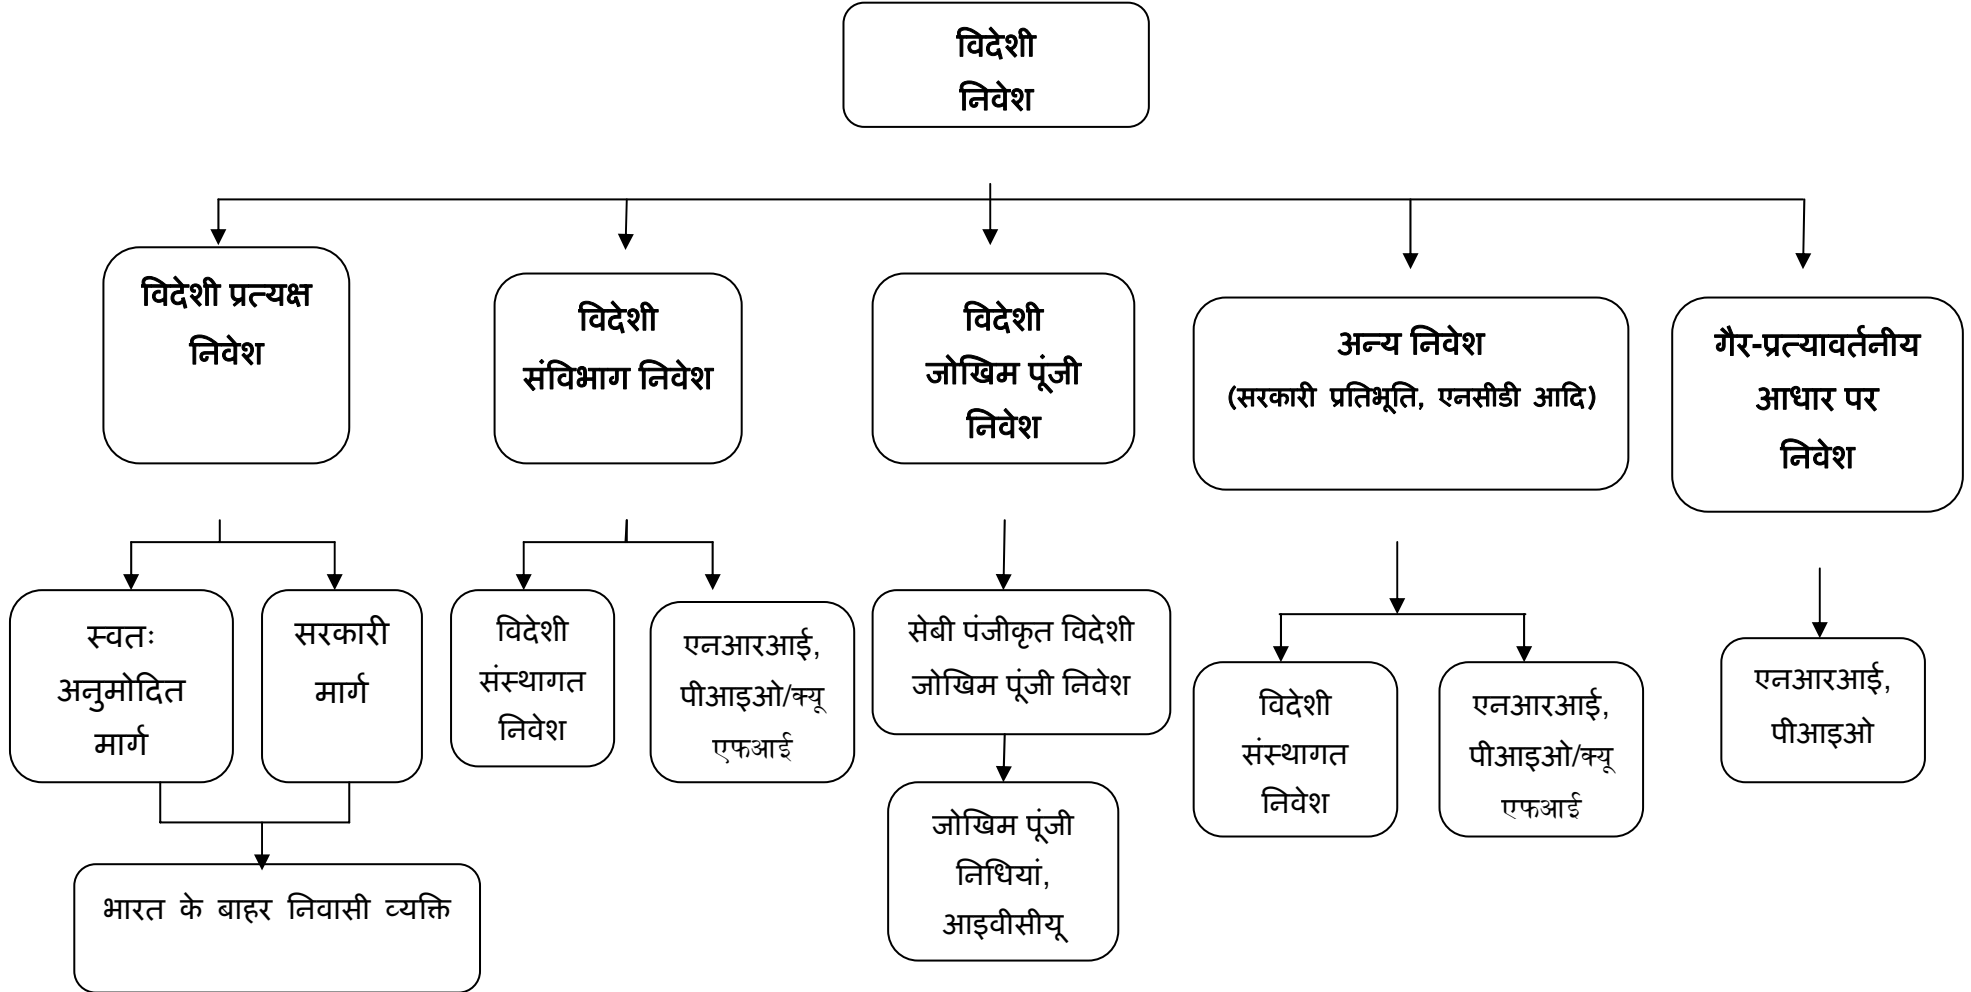 विदेशी
निवेश
विदेशी प्रत्यक्ष
निवेश
विदेशी
संविभाग निवेश
विदेशी
जोखिम पूंजी
निवेश
अन्य निवेश
(सरकारी प्रतिभूति, एनसीडी आदि)
गैर-प्रत्यावर्तनीय
आधार पर
निवेश
स्वतः
अनुमोदित
मार्ग
सरकारी
मार्ग
विदेशी
संस्थागत
निवेश
एनआरआई,
पीआइओ/क्यू
एफआई
सेबी पंजीकृत विदेशी
जोखिम पूंजी निवेश
विदेशी
संस्थागत
निवेश
एनआरआई,
पीआइओ/क्यू
एफआई
एनआरआई,
पीआइओ
भारत के बाहर निवासी व्यक्ति
जोखिम पूंजी
निधियां,
आइवीसीयू